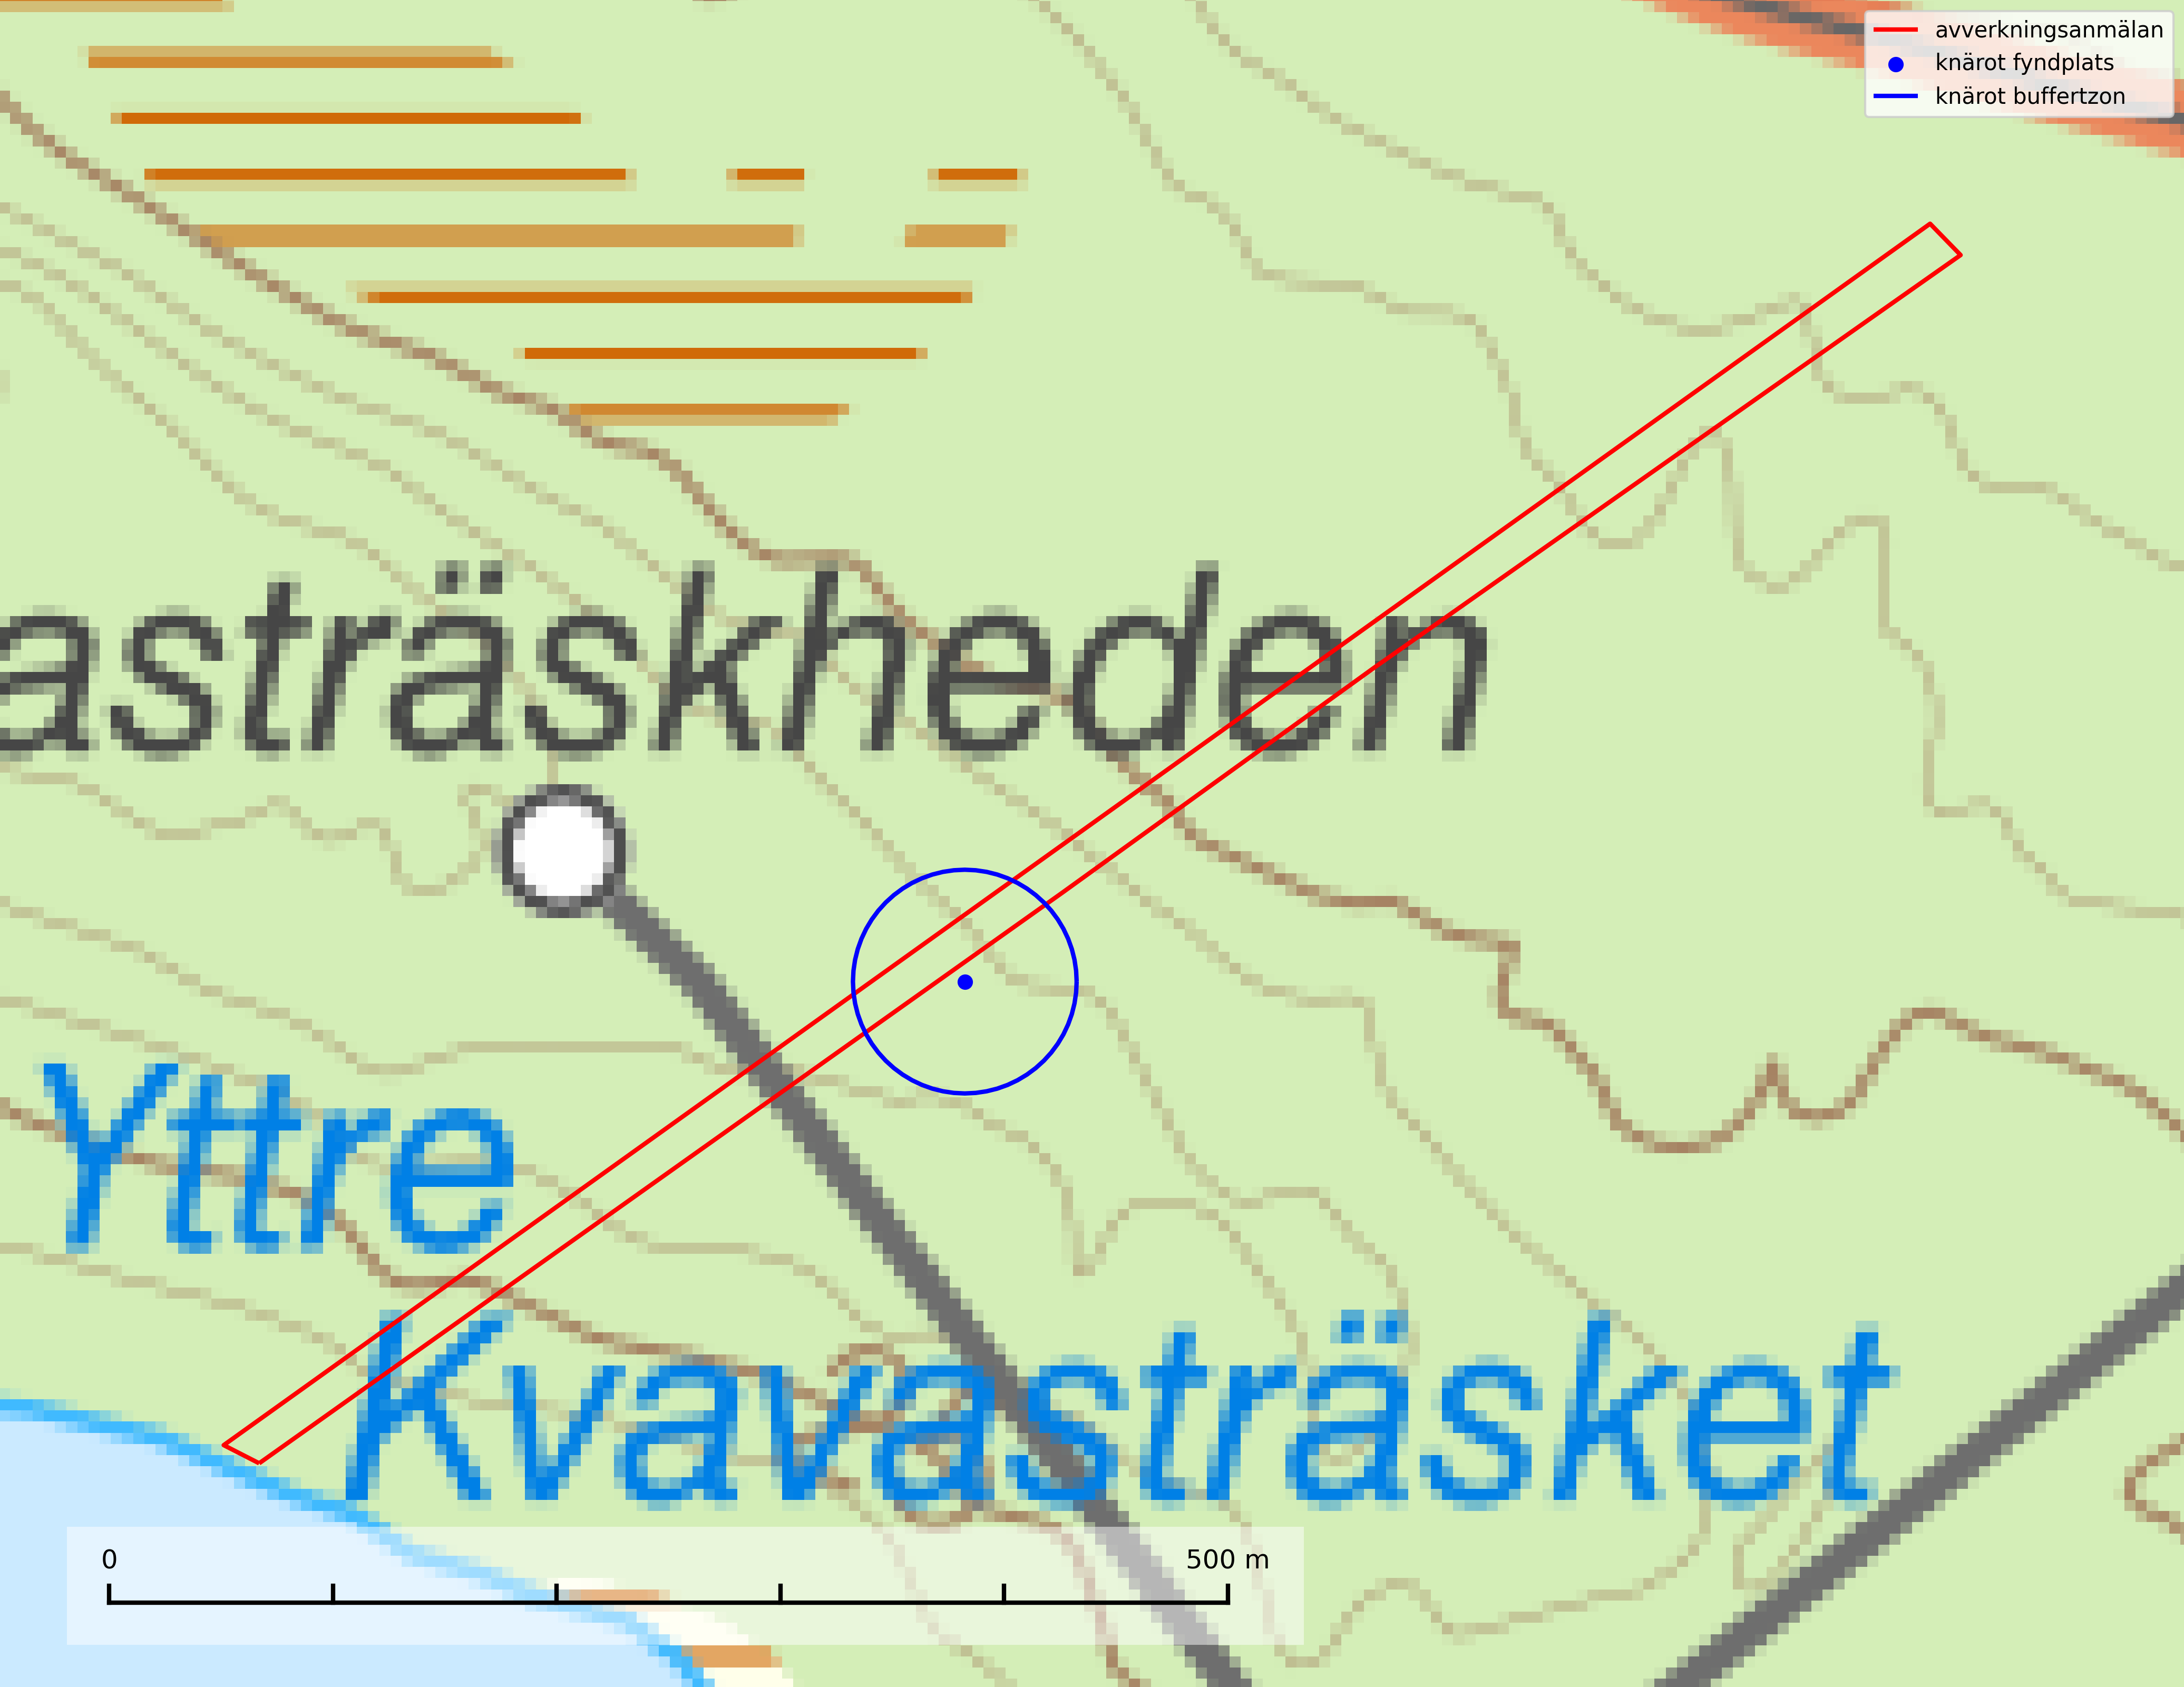 avverkningsanmälan
knärot fyndplats
knärot buffertzon
asträskheden
Yttre
Kvavasträsket
0 500 m